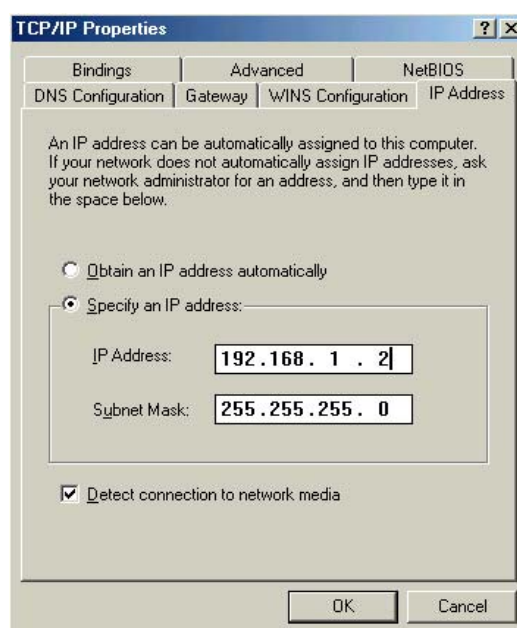 TCP/IP Properties
Bindings Advanced NetBIOS
DNS Configuration Gateway WINS Configuration IP Address
An IP address can be automatically assigned to this computer.
If your network does not automatically assign IP addresses, ask
your network administrator for an address, and then type it in
the space below.
Obtain an IP address automatically
Specify an IP address:
IP Address: 192.168. 1 . 2
Subnet Mask: 255.255.255. 0
Detect connection to network media
OK Cancel